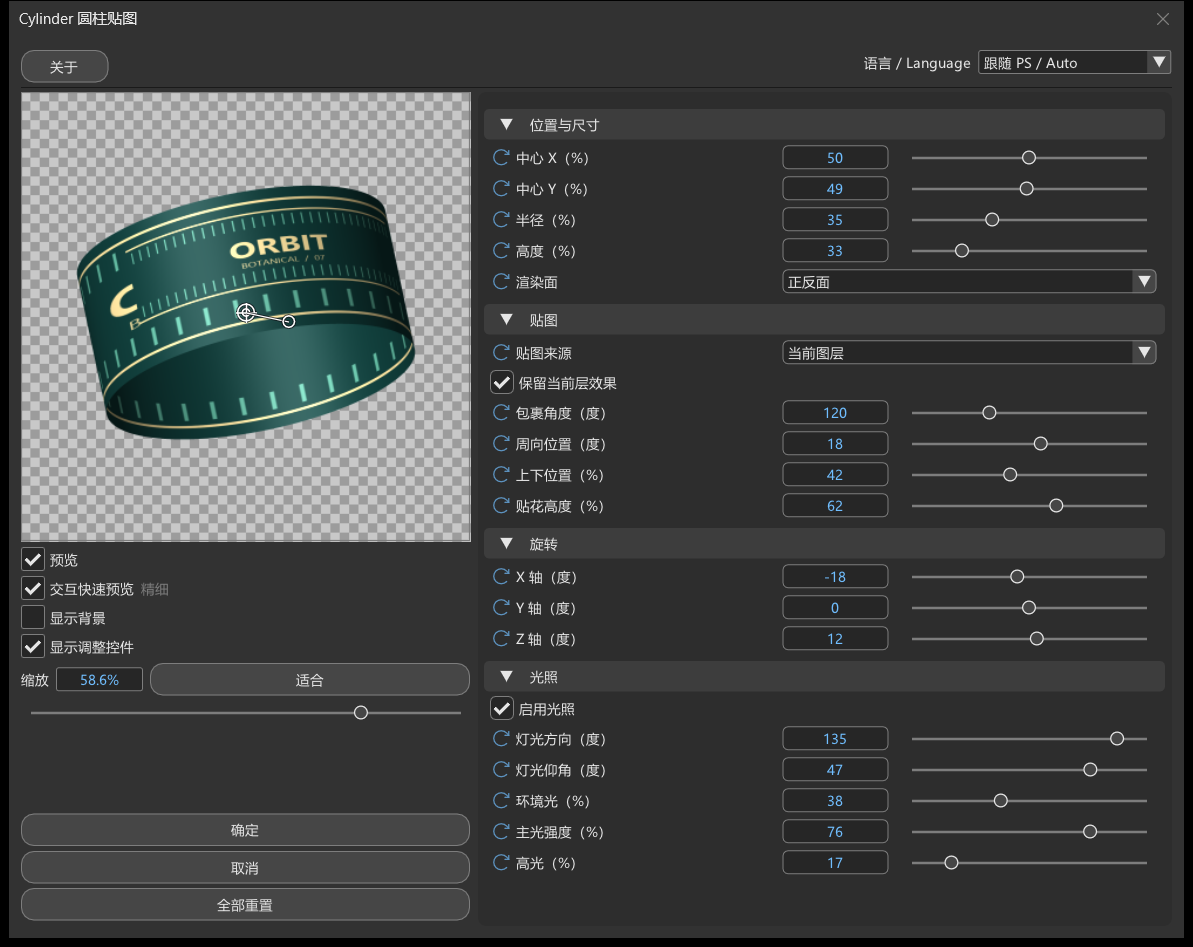 Cylinder 圆柱贴图
关于
语言 / Language 跟随 PS / Auto
ORBIT
BOTANICAL / 07
C
B
预览
交互快速预览 精细
显示背景
显示调整控件
缩放 58.6% 适合
确定
取消
全部重置
位置与尺寸
中心 X（%） 50
中心 Y（%） 49
半径（%） 35
高度（%） 33
渲染面 正反面
贴图
贴图来源 当前图层
保留当前层效果
包裹角度（度） 120
周向位置（度） 18
上下位置（%） 42
贴花高度（%） 62
旋转
X 轴（度） -18
Y 轴（度） 0
Z 轴（度） 12
光照
启用光照
灯光方向（度） 135
灯光仰角（度） 47
环境光（%） 38
主光强度（%） 76
高光（%） 17